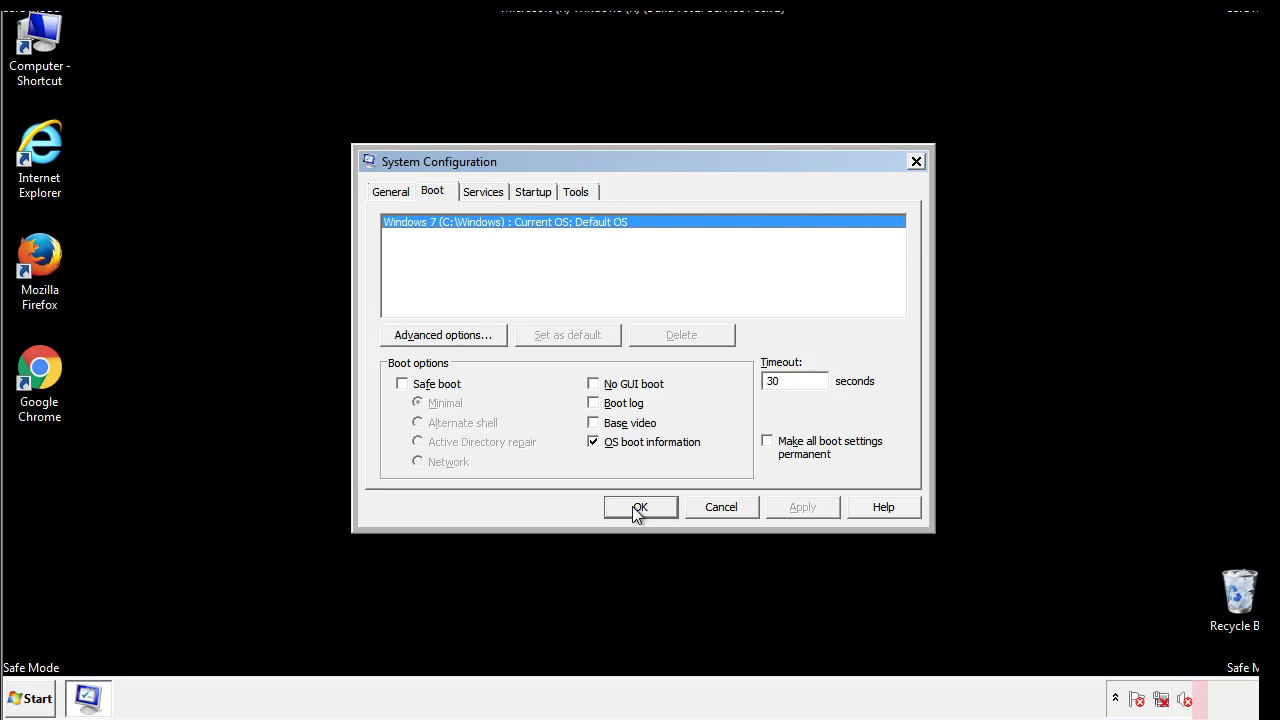 Computer -
Shortcut
Internet
Explorer
Mozilla
Firefox
Google
Chrome
System Configuration
General Boot Services Startup Tools
Windows 7 (C:\Windows) : Current OS; Default OS
Advanced options... Set as default Delete
Boot options
Safe boot
Minimal
Alternate shell
Active Directory repair
Network
No GUI boot
Boot log
Base video
OS boot information
Timeout:
30 seconds
Make all boot settings
permanent
OK Cancel Apply Help
Recycle B
Safe Mode
Safe M
Start